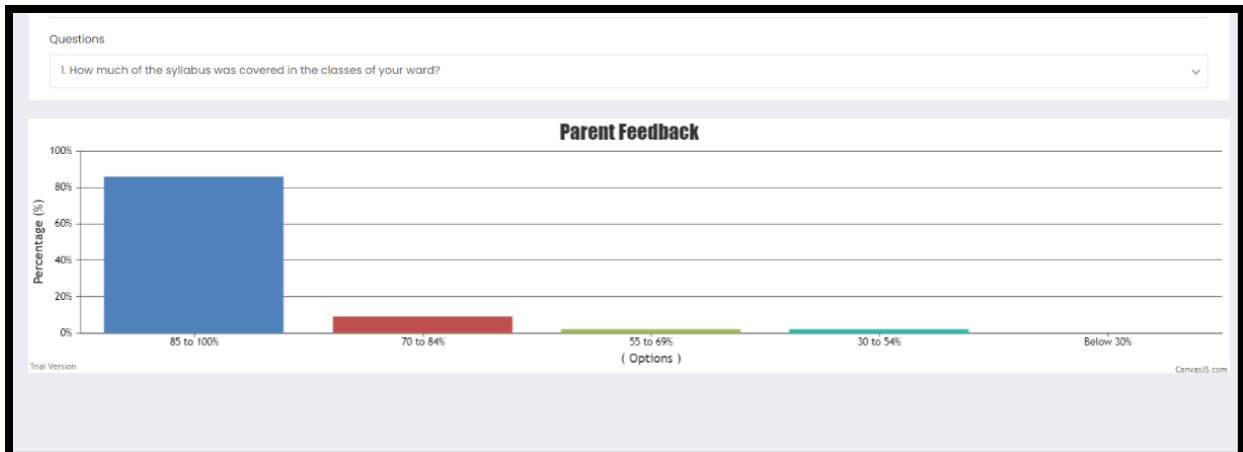 Questions
1. How much of the syllabus was covered in the classes of your ward?
Parent Feedback
100%
80%
60%
40%
20%
0%
Percentage (%)
85 to 100%
70 to 84%
55 to 69%
30 to 54%
Below 30%
( Options )
Trial Version
CanvasJS.com